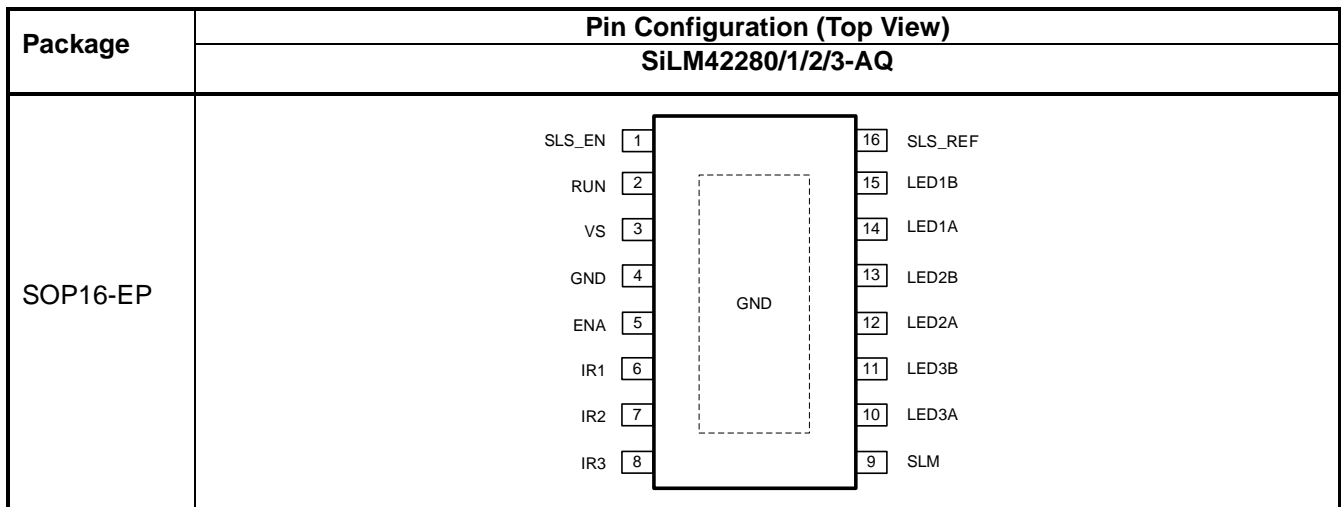 Package
Pin Configuration (Top View)
SiLM42280/1/2/3-AQ
SOP16-EP
SLS_EN 1 16 SLS_REF
RUN 2 15 LED1B
VS 3 14 LED1A
GND 4 13 LED2B
GND
ENA 5 12 LED2A
IR1 6 11 LED3B
IR2 7 10 LED3A
IR3 8 9 SLM